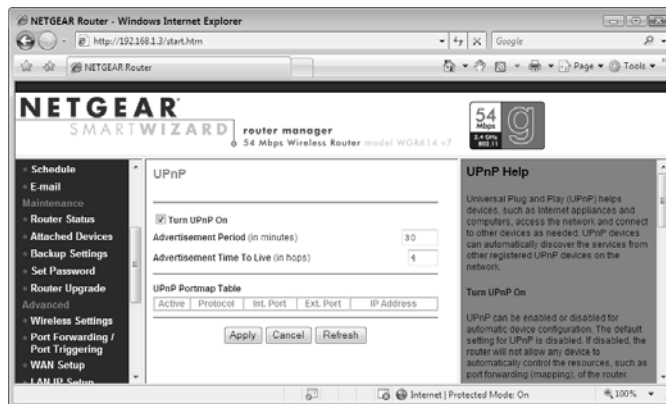 NETGEAR Router - Windows Internet Explorer
http://192.168.1.3/start.htm
Google
NETGEAR Router
Page
Tools
NETGEAR
SMARTWIZARD router manager
54 Mbps Wireless Router model WGR614 v7
54
Mbps
2.4 GHz
802.11
g
Schedule
E-mail
Maintenance
Router Status
Attached Devices
Backup Settings
Set Password
Router Upgrade
Advanced
Wireless Settings
Port Forwarding /
Port Triggering
WAN Setup
LAN IP Setup
UPnP
Turn UPnP On
Advertisement Period (in minutes) 30
Advertisement Time To Live (in hops) 4
UPnP Portmap Table
Active Protocol Int. Port Ext. Port IP Address
Apply Cancel Refresh
UPnP Help
Universal Plug and Play (UPnP) helps
devices, such as Internet appliances and
computers, access the network and connect
to other devices as needed. UPnP devices
can automatically discover the services from
other registered UPnP devices on the
network.
Turn UPnP On
UPnP can be enabled or disabled for
automatic device configuration. The default
setting for UPnP is disabled. If disabled, the
router will not allow any device to
automatically control the resources, such as
port forwarding (mapping), of the router.
Internet | Protected Mode: On
100%